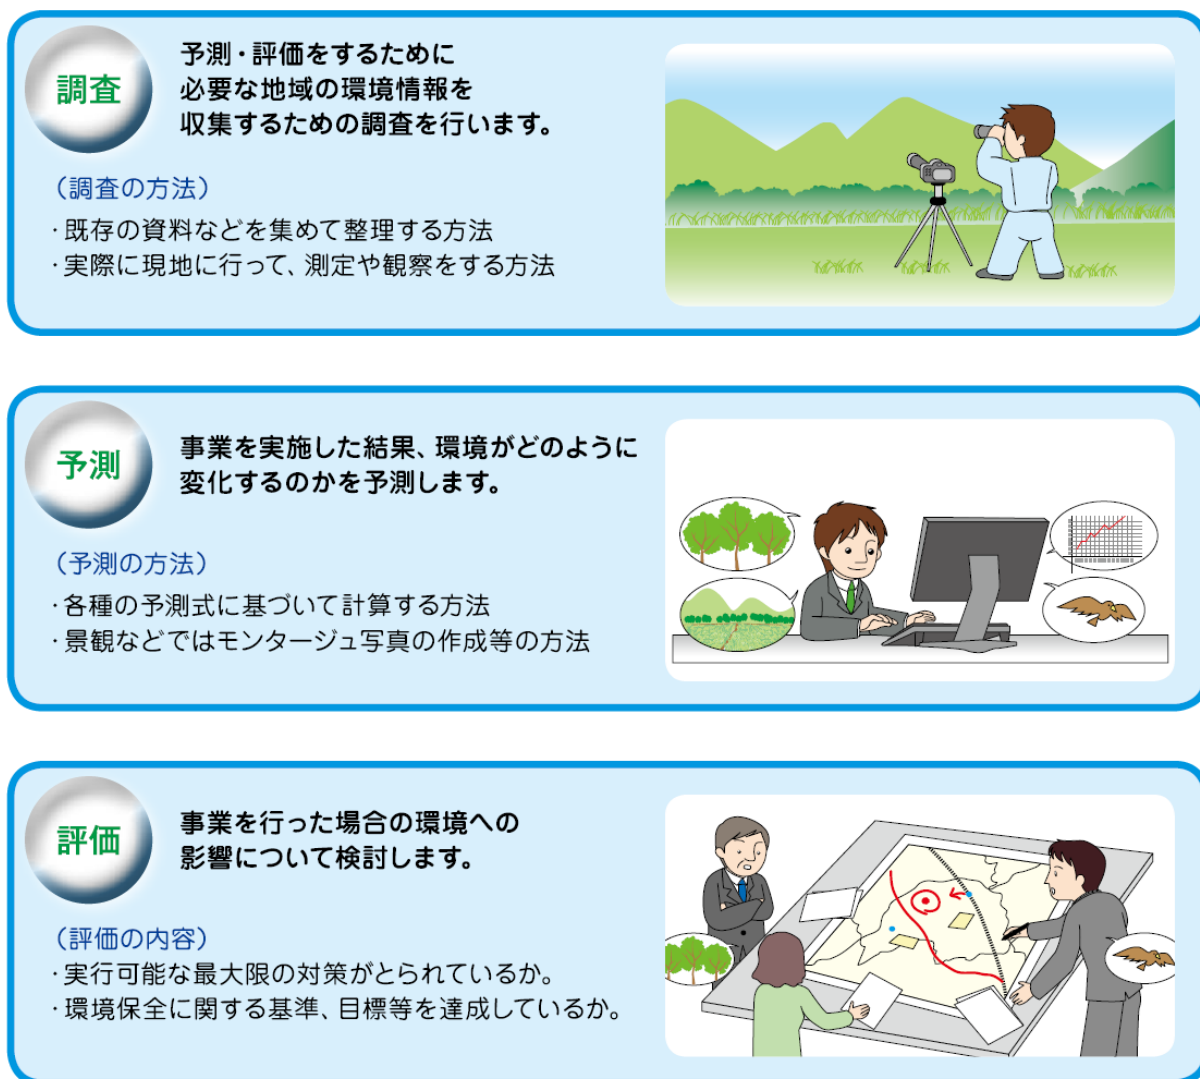 調査
予測・評価をするために
必要な地域の環境情報を
収集するための調査を行います。
（調査の方法）
・既存の資料などを集めて整理する方法
・実際に現地に行って、測定や観察をする方法
予測
事業を実施した結果、環境がどのように
変化するのかを予測します。
（予測の方法）
・各種の予測式に基づいて計算する方法
・景観などではモンタージュ写真の作成等の方法
評価
事業を行った場合の環境への
影響について検討します。
（評価の内容）
・実行可能な最大限の対策がとられているか。
・環境保全に関する基準、目標等を達成しているか。